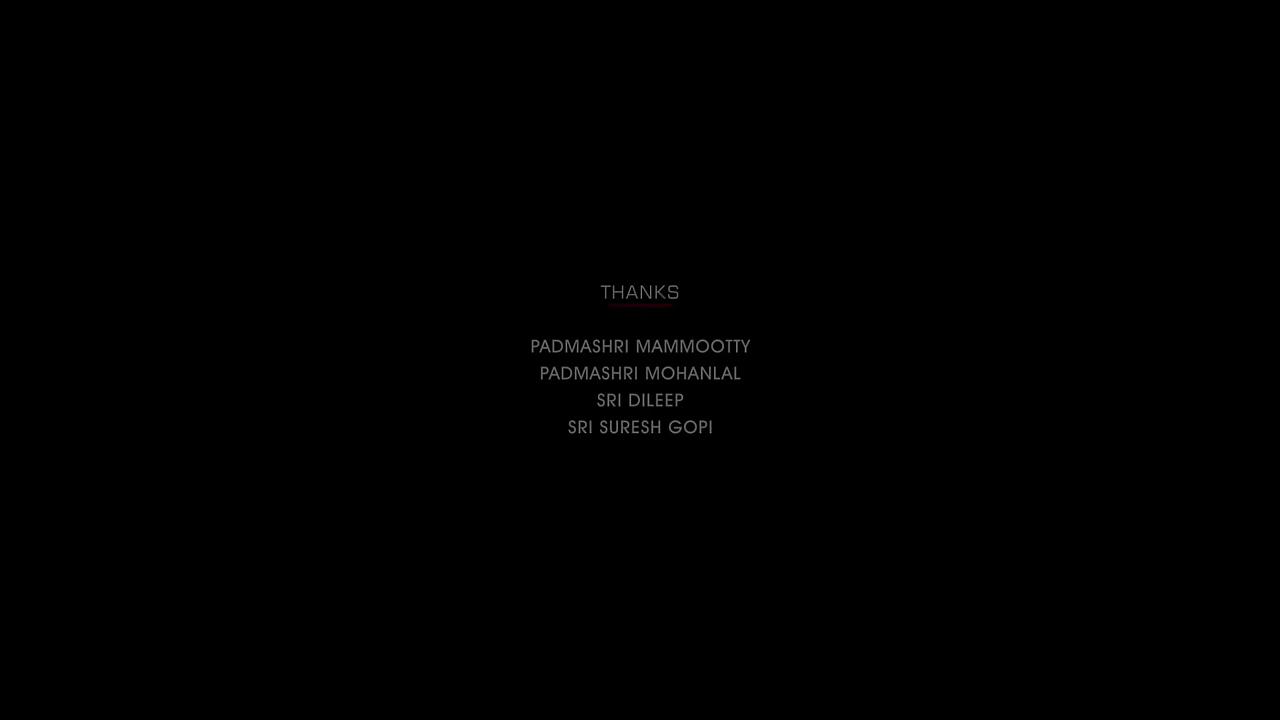 THANKS
PADMASHRI MAMMOOTTY
PADMASHRI MOHANLAL
SRI DILEEP
SRI SURESH GOPI